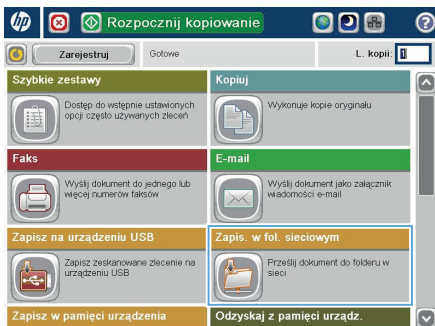 hp
Rozpocznij kopiowanie
?
Zarejestruj
Gotowe
L. kopii: 1
Szybkie zestawy
Dostęp do wstępnie ustawionych
opcji często używanych zleceń
Kopiuj
Wykonuje kopie oryginału
Faks
Wyślij dokument do jednego lub
więcej numerów faksów
E-mail
Wyślij dokument jako załącznik
wiadomości e-mail
Zapisz na urządzeniu USB
Zapisz zeskanowane zlecenie na
urządzeniu USB
Zapis. w fol. sieciowym
Prześlij dokument do folderu w
sieci
Zapisz w pamięci urządzenia
Odzyskaj z pamięci urządz.